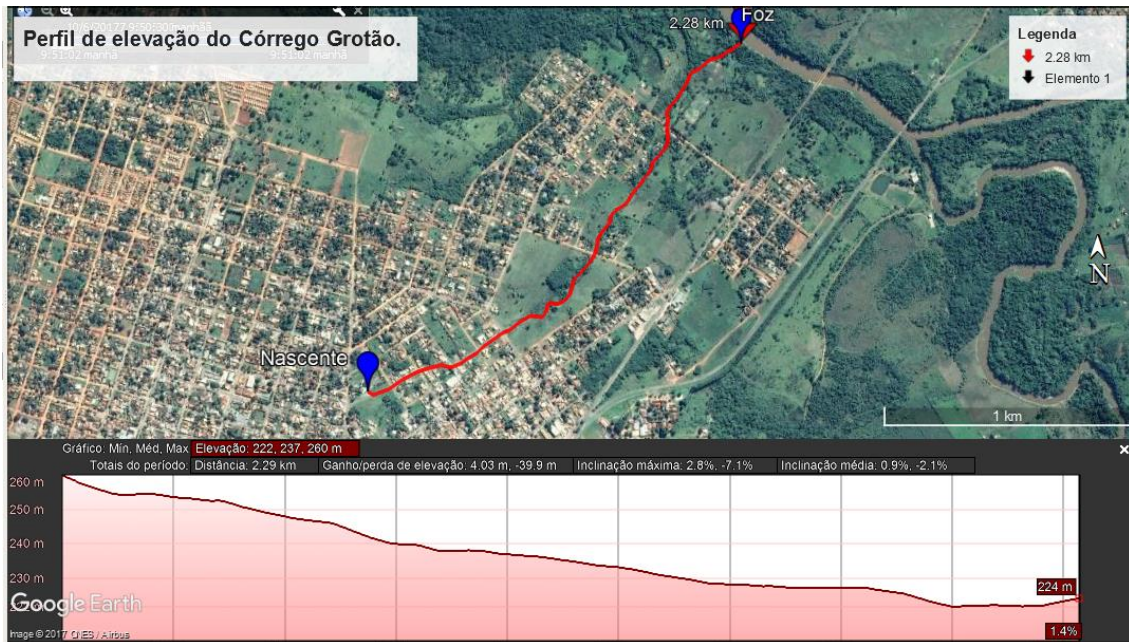 Perfil de elevação do Córrego Grotão.
2.28 km
Foz
Legenda
2.28 km
Elemento 1
Nascente
N
1 km
Gráfico: Mín, Méd, Max Elevação: 222, 237, 260 m
Totais do período: Distância: 2.29 km Ganho/perda de elevação: 4.03 m, -39.9 m Inclinação máxima: 2.8%, -7.1% Inclinação média: 0.9%, -2.1%
260 m
250 m
240 m
230 m
224 m
Google Earth
Image © 2017 CNES / Airbus
1.4%